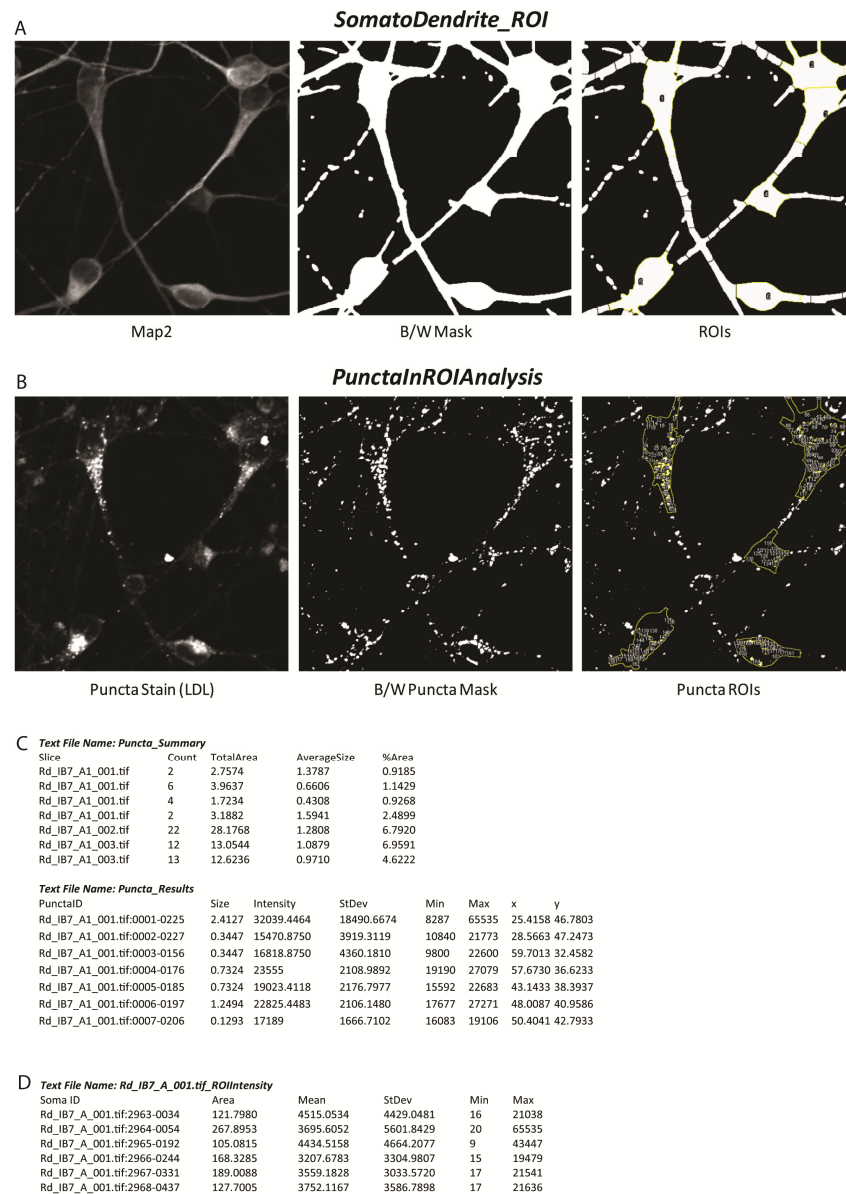 SomatoDendrite_ROI
A
Map2
B/W Mask
ROIs
PunctaInROIAnalysis
B
Puncta Stain (LDL)
B/W Puncta Mask
Puncta ROIs
C Text File Name: Puncta_Summary
Slice Count TotalArea AverageSize %Area
Rd_IB7_A1_001.tif 2 2.7574 1.3787 0.9185
Rd_IB7_A1_001.tif 6 3.9637 0.6606 1.1429
Rd_IB7_A1_001.tif 4 1.7234 0.4308 0.9268
Rd_IB7_A1_001.tif 2 3.1882 1.5941 2.4899
Rd_IB7_A1_002.tif 22 28.1768 1.2808 6.7920
Rd_IB7_A1_003.tif 12 13.0544 1.0879 6.9591
Rd_IB7_A1_003.tif 13 12.6236 0.9710 4.6222
Text File Name: Puncta_Results
PunctaID Size Intensity StDev Min Max x y
Rd_IB7_A1_001.tif:0001-0225 2.4127 32039.4464 18490.6674 8287 65535 25.4158 46.7803
Rd_IB7_A1_001.tif:0002-0227 0.3447 15470.8750 3919.3119 10840 21773 28.5663 47.2473
Rd_IB7_A1_001.tif:0003-0156 0.3447 16818.8750 4360.1810 9800 22600 59.7013 32.4582
Rd_IB7_A1_001.tif:0004-0176 0.7324 23555 2108.9892 19190 27079 57.6730 36.6233
Rd_IB7_A1_001.tif:0005-0185 0.7324 19023.4118 2176.7977 15592 22683 43.1433 38.3937
Rd_IB7_A1_001.tif:0006-0197 1.2494 22825.4483 2106.1480 17677 27271 48.0087 40.9586
Rd_IB7_A1_001.tif:0007-0206 0.1293 17189 1666.7102 16083 19106 50.4041 42.7933
D Text File Name: Rd_IB7_A_001.tif_ROIIntensity
Soma ID Area Mean StDev Min Max
Rd_IB7_A_001.tif:2963-0034 121.7980 4515.0534 4429.0481 16 21038
Rd_IB7_A_001.tif:2964-0054 267.8953 3695.6052 5601.8429 20 65535
Rd_IB7_A_001.tif:2965-0192 105.0815 4434.5158 4664.2077 9 43447
Rd_IB7_A_001.tif:2966-0244 168.3285 3207.6783 3304.9807 15 19479
Rd_IB7_A_001.tif:2967-0331 189.0088 3559.1828 3033.5720 17 21541
Rd_IB7_A_001.tif:2968-0437 127.7005 3752.1167 3586.7898 17 21636